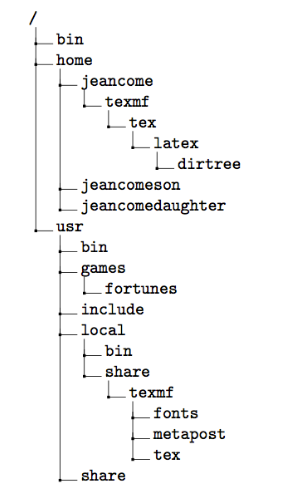 /
bin
home
jeancome
texmf
tex
latex
dirtree
jeancomeson
jeancomedaughter
usr
bin
games
fortunes
include
local
bin
share
texmf
fonts
metapost
tex
share